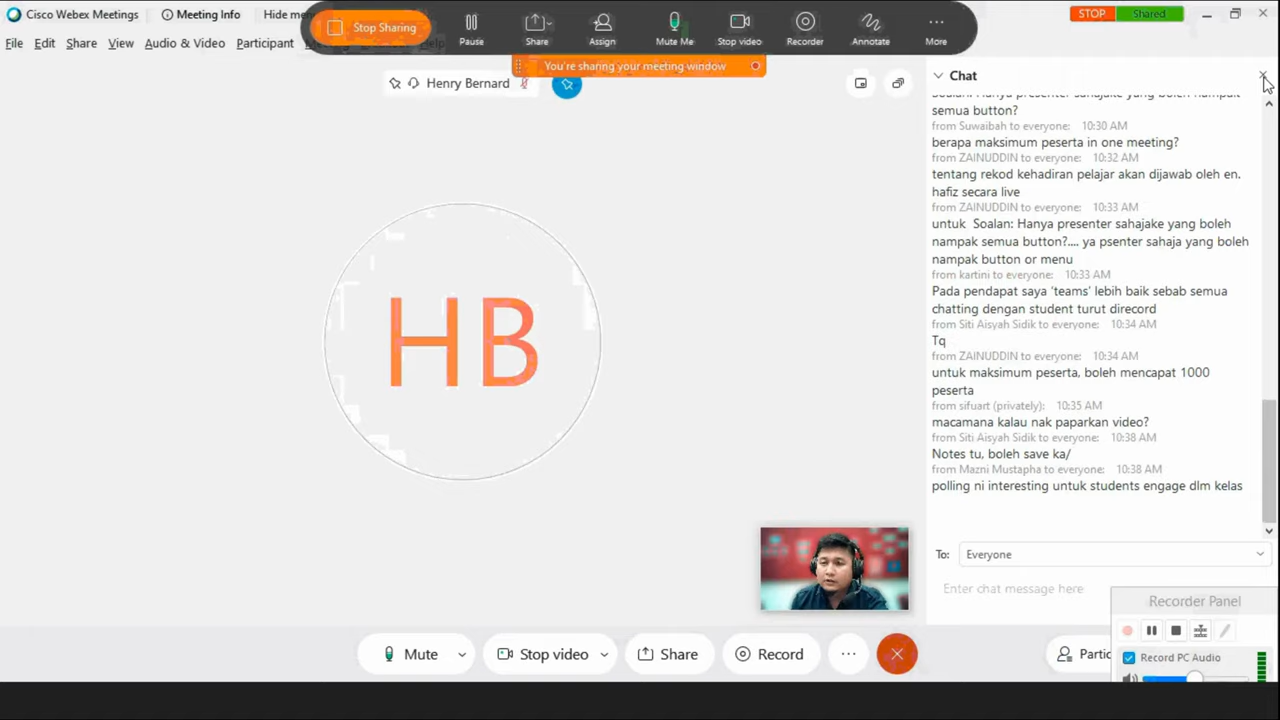 Cisco Webex Meetings
Meeting Info
Stop Sharing
Pause
Share
Assign
Mute Me
Stop video
Recorder
Annotate
More
STOP
Shared
File
Edit
Share
View
Audio & Video
Participant
You're sharing your meeting window
Henry Bernard
Chat
semua button?
from Suwaibah to everyone: 10:30 AM
berapa maksimum peserta in one meeting?
from ZAINUDDIN to everyone: 10:32 AM
tentang rekod kehadiran pelajar akan dijawab oleh en.
hafiz secara live
from ZAINUDDIN to everyone: 10:33 AM
untuk Soalan: Hanya presenter sahajake yang boleh
nampak semua button?.... ya psenter sahaja yang boleh
nampak button or menu
from kartini to everyone: 10:33 AM
Pada pendapat saya 'teams' lebih baik sebab semua
chatting dengan student turut direcord
from Siti Aisyah Sidik to everyone: 10:34 AM
Tq
from ZAINUDDIN to everyone: 10:34 AM
untuk maksimum peserta, boleh mencapat 1000
peserta
from sifuart (privately): 10:35 AM
macamana kalau nak paparkan video?
from Siti Aisyah Sidik to everyone: 10:38 AM
Notes tu, boleh save ka/
from Mazni Mustapha to everyone: 10:38 AM
polling ni interesting untuk students engage dlm kelas
HB
To: Everyone
Enter chat message here
Recorder Panel
Record PC Audio
Mute
Stop video
Share
Record